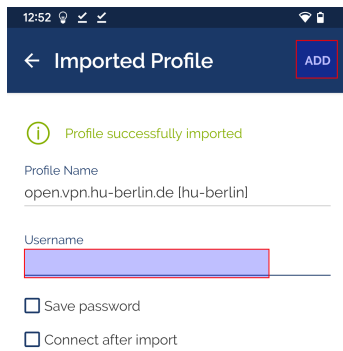 12:52
Imported Profile
ADD
Profile successfully imported
Profile Name
open.vpn.hu-berlin.de [hu-berlin]
Username
Save password
Connect after import